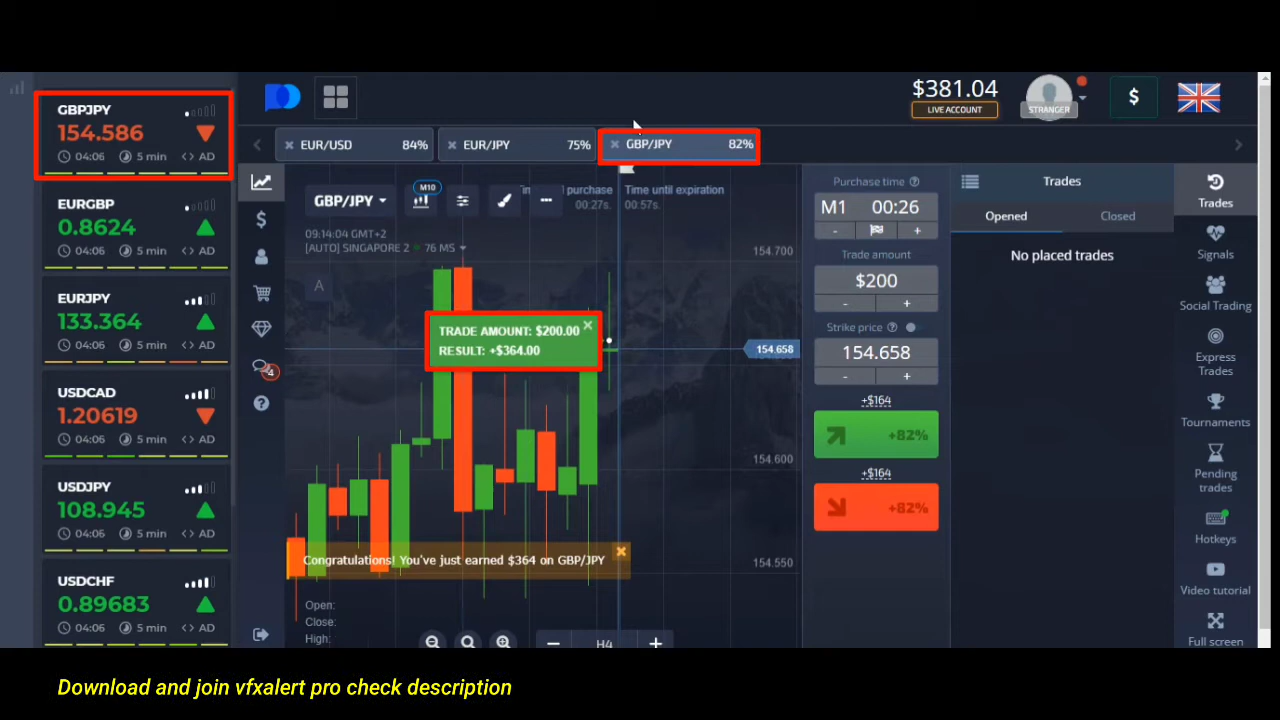 GBPJPY
154.586
04:06 5 min <> AD
EURGBP
0.8624
04:06 5 min <> AD
EURJPY
133.364
04:06 5 min <> AD
USDCAD
1.20619
04:06 5 min <> AD
USDJPY
108.945
04:06 5 min <> AD
USDCHF
0.89683
04:06 5 min <> AD
$381.04
LIVE ACCOUNT
STRANGER
$
EUR/USD 84%
EUR/JPY 75%
GBP/JPY 82%
$
4
?
GBP/JPY
M10
purchase
00:27s.
Time until expiration
00:57s.
09:14:04 GMT+2
[AUTO] SINGAPORE 2 76 MS
A
154.700
154.658
154.600
154.550
TRADE AMOUNT: $200.00
RESULT: +$364.00
Congratulations! You've just earned $364 on GBP/JPY
Open:
Close:
High:
H4
Purchase time
M1 00:26
- +
Trade amount
$200
- +
Strike price
154.658
- +
+$164
+82%
+$164
+82%
Trades
Opened Closed
No placed trades
Trades
Signals
Social Trading
Express
Trades
Tournaments
Pending
trades
Hotkeys
Video tutorial
Full screen
Download and join vfxalert pro check description